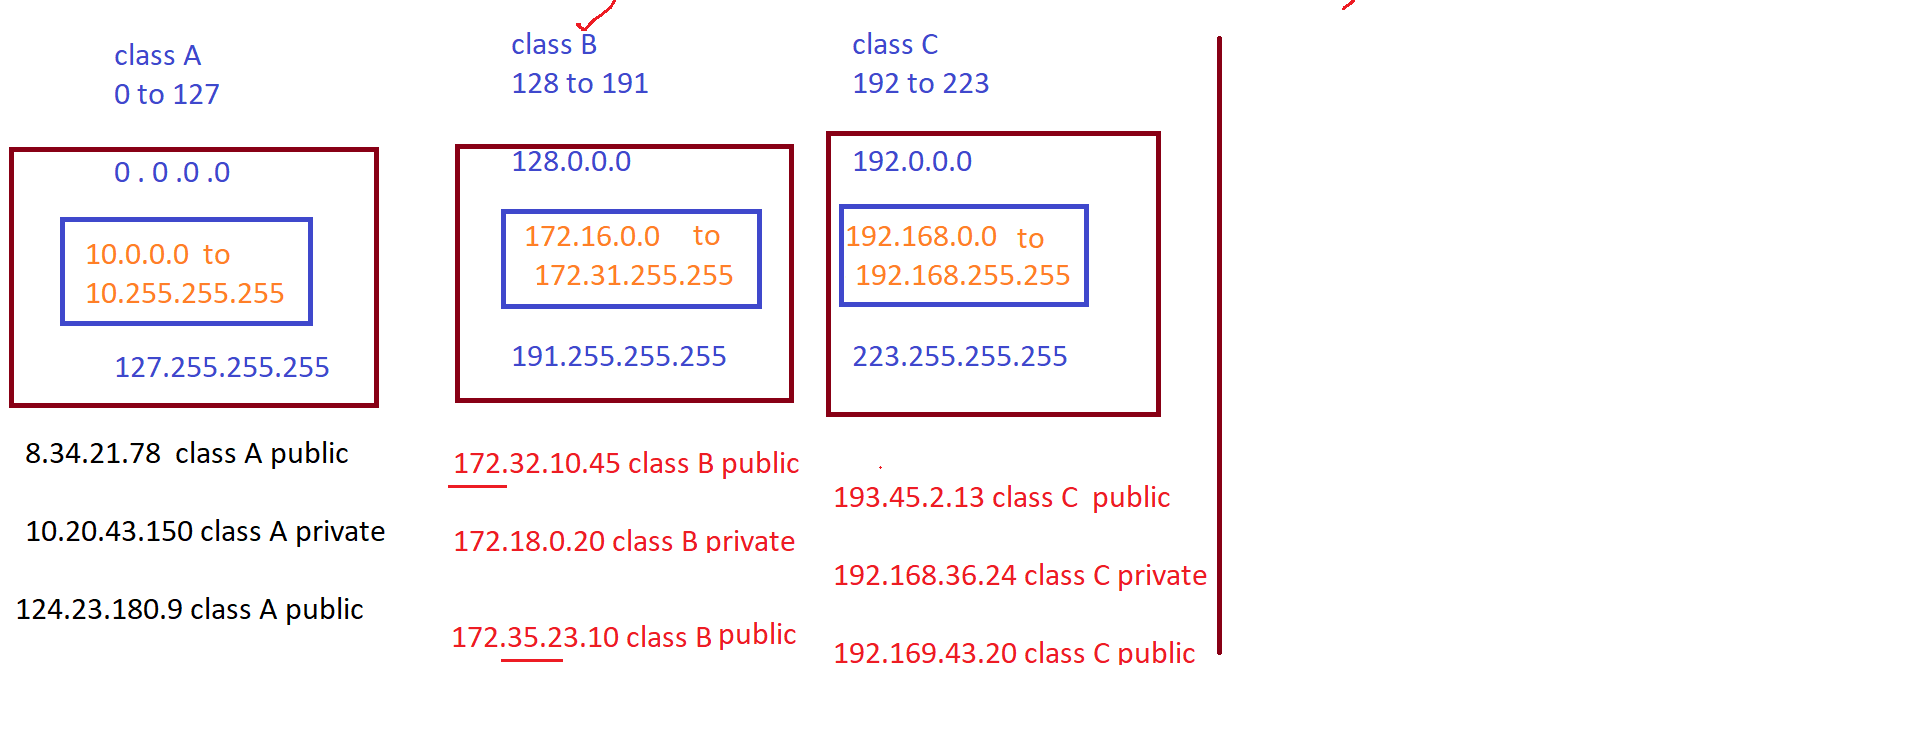 class A
0 to 127
0 . 0 .0 .0
10.0.0.0 to
10.255.255.255
127.255.255.255
8.34.21.78 class A public
10.20.43.150 class A private
124.23.180.9 class A public
class B
128 to 191
128.0.0.0
172.16.0.0 to
172.31.255.255
191.255.255.255
172.32.10.45 class B public
172.18.0.20 class B private
172.35.23.10 class B public
class C
192 to 223
192.0.0.0
192.168.0.0 to
192.168.255.255
223.255.255.255
193.45.2.13 class C public
192.168.36.24 class C private
192.169.43.20 class C public